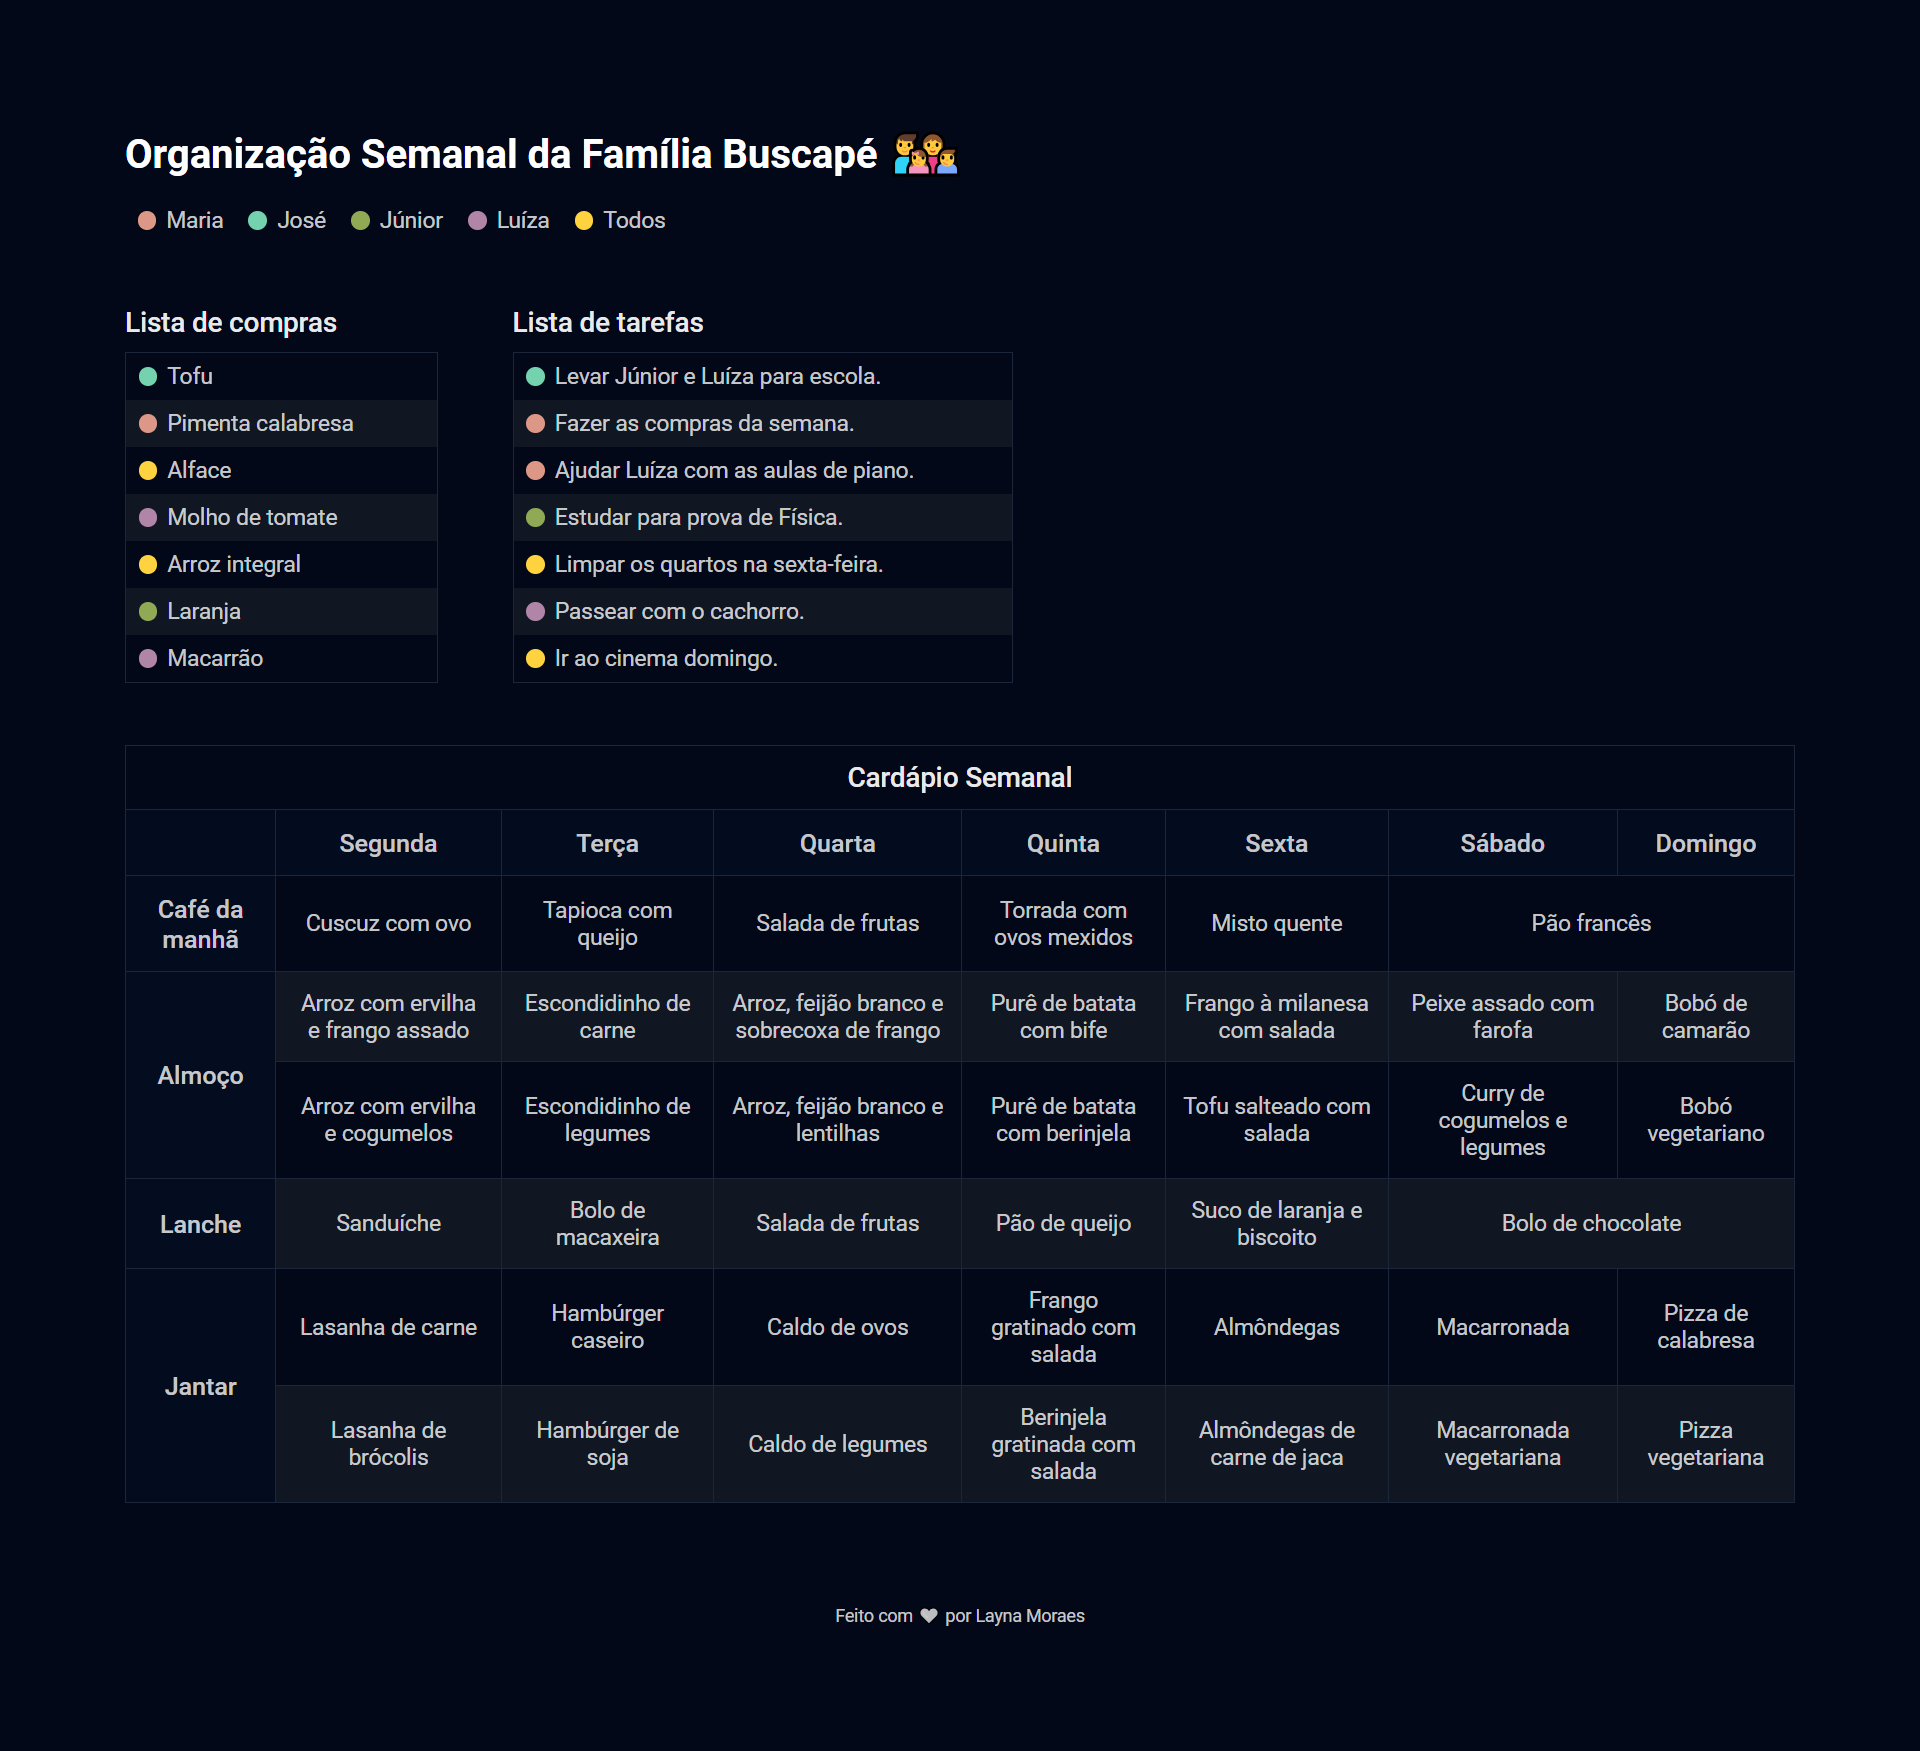 Organização Semanal da Família Buscapé
Maria José Júnior Luíza Todos
Lista de compras
Tofu
Pimenta calabresa
Alface
Molho de tomate
Arroz integral
Laranja
Macarrão
Lista de tarefas
Levar Júnior e Luíza para escola.
Fazer as compras da semana.
Ajudar Luíza com as aulas de piano.
Estudar para prova de Física.
Limpar os quartos na sexta-feira.
Passear com o cachorro.
Ir ao cinema domingo.
Cardápio Semanal
Segunda Terça Quarta Quinta Sexta Sábado Domingo
Café da
manhã
Cuscuz com ovo
Tapioca com
queijo
Salada de frutas
Torrada com
ovos mexidos
Misto quente
Pão francês
Almoço
Arroz com ervilha
e frango assado
Escondidinho de
carne
Arroz, feijão branco e
sobrecoxa de frango
Purê de batata
com bife
Frango à milanesa
com salada
Peixe assado com
farofa
Bobó de
camarão
Arroz com ervilha
e cogumelos
Escondidinho de
legumes
Arroz, feijão branco e
lentilhas
Purê de batata
com berinjela
Tofu salteado com
salada
Curry de
cogumelos e
legumes
Bobó
vegetariano
Lanche
Sanduíche
Bolo de
macaxeira
Salada de frutas
Pão de queijo
Suco de laranja e
biscoito
Bolo de chocolate
Jantar
Lasanha de carne
Hambúrger
caseiro
Caldo de ovos
Frango
gratinado com
salada
Almôndegas
Macarronada
Pizza de
calabresa
Lasanha de
brócolis
Hambúrger de
soja
Caldo de legumes
Berinjela
gratinada com
salada
Almôndegas de
carne de jaca
Macarronada
vegetariana
Pizza
vegetariana
Feito com ♥ por Layna Moraes